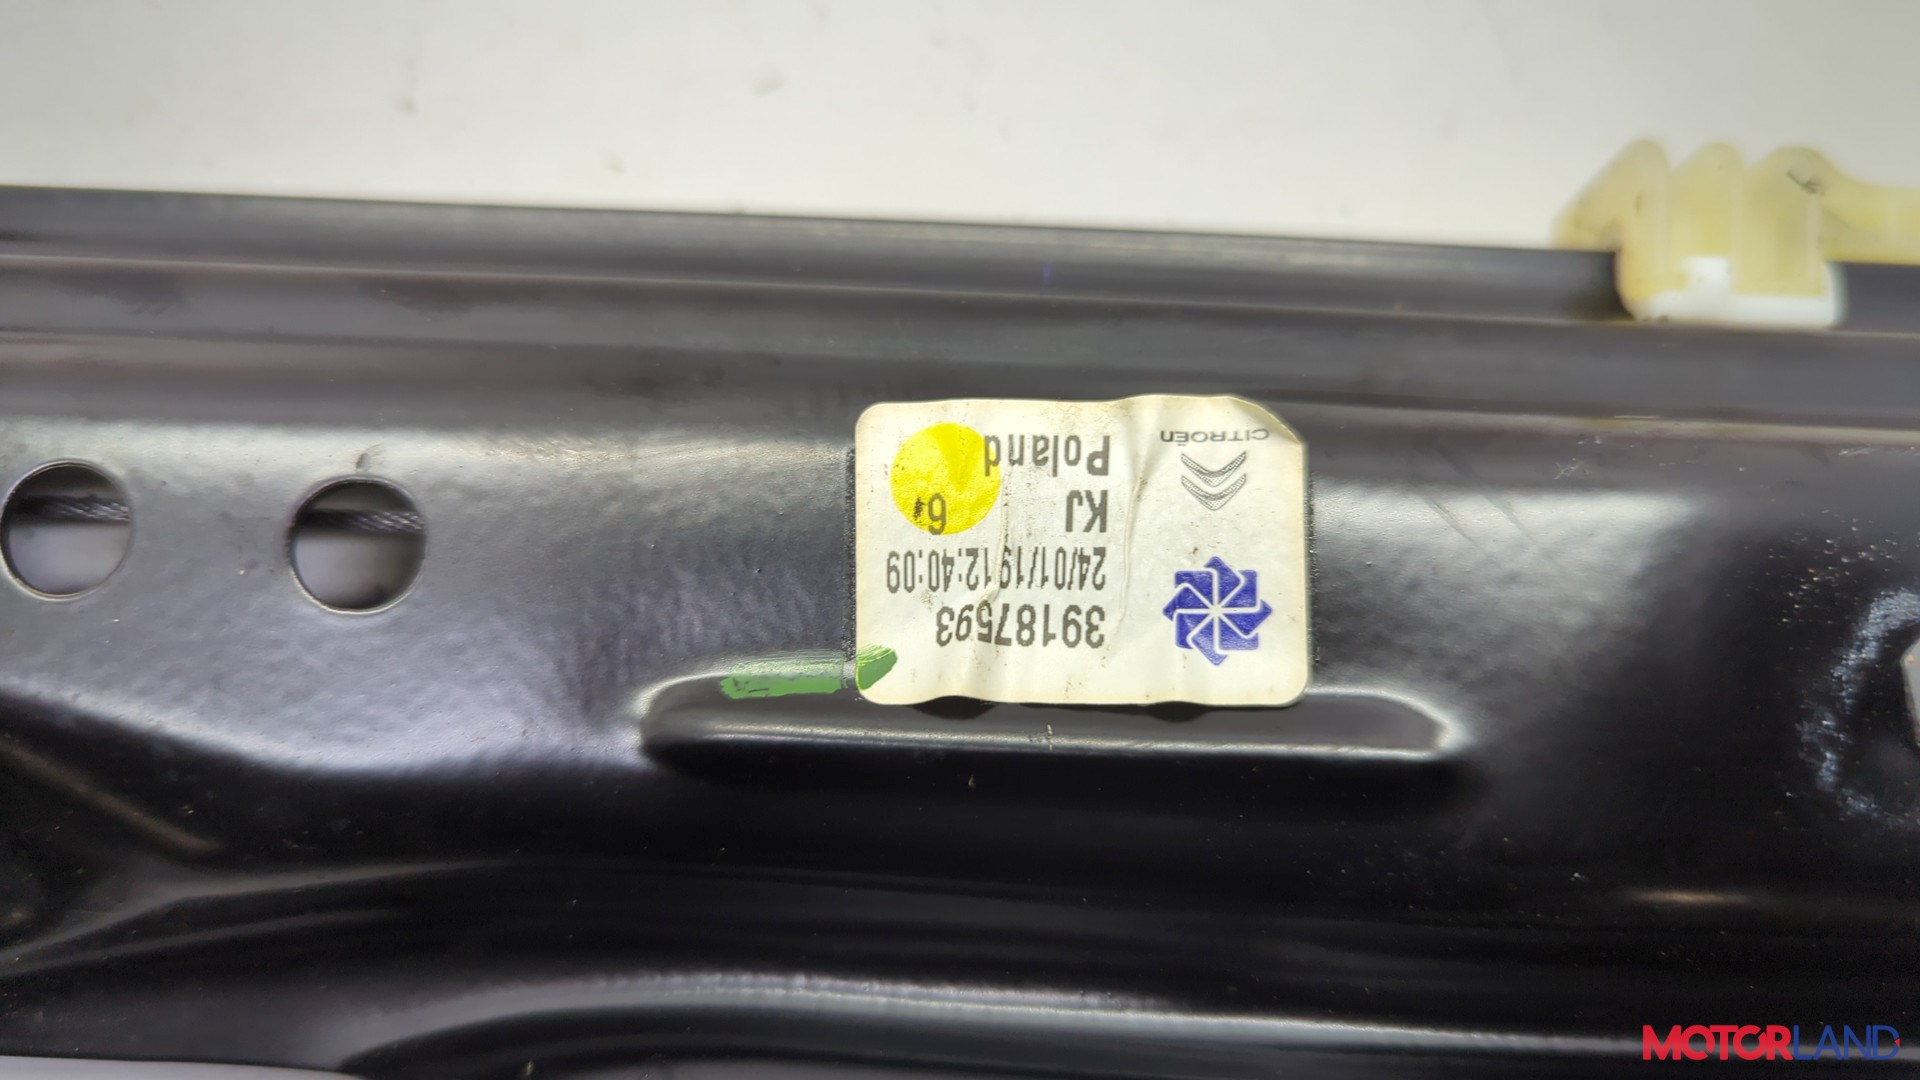 39187593
24/01/19 12:40:09
KJ 6
Poland
CITROËN
MOTORLAND